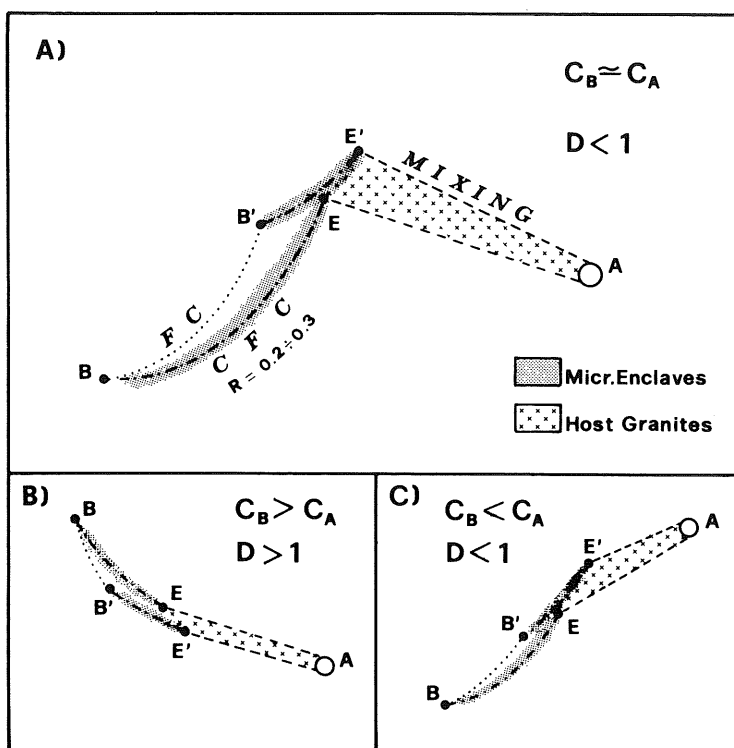 A)
C_B ≃ C_A
D < 1
E'
MIXING
B'
E
A
FC
CFC
R = 0.2÷0.3
B
Micr.Enclaves
Host Granites
B)
B
C_B > C_A
D > 1
B'
E
E'
A
C)
C_B < C_A
D < 1
A
E'
B'
E
B